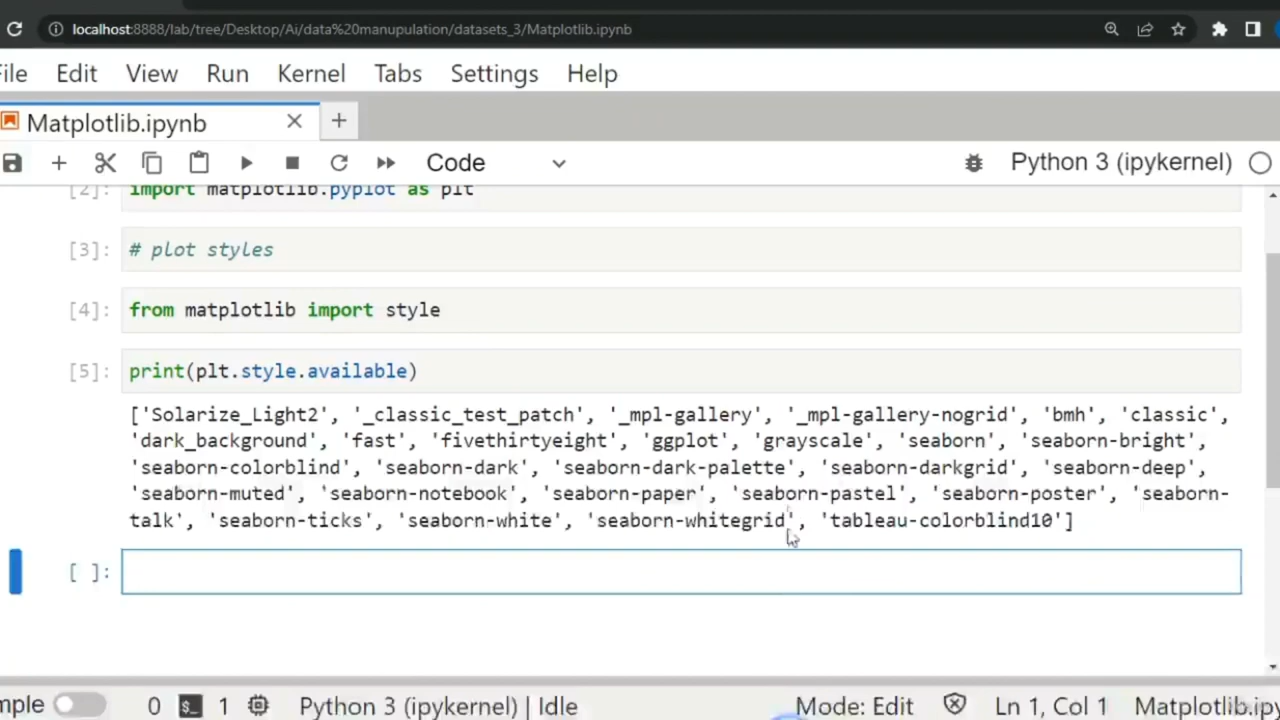 localhost:8888/lab/tree/Desktop/Ai/data%20manupulation/datasets_3/Matplotlib.ipynb
File Edit View Run Kernel Tabs Settings Help
Matplotlib.ipynb
Code
Python 3 (ipykernel)
[2]: import matplotlib.pyplot as plt
[3]: # plot styles
[4]: from matplotlib import style
[5]: print(plt.style.available)
['Solarize_Light2', '_classic_test_patch', '_mpl-gallery', '_mpl-gallery-nogrid', 'bmh', 'classic',
'dark_background', 'fast', 'fivethirtyeight', 'ggplot', 'grayscale', 'seaborn', 'seaborn-bright',
'seaborn-colorblind', 'seaborn-dark', 'seaborn-dark-palette', 'seaborn-darkgrid', 'seaborn-deep',
'seaborn-muted', 'seaborn-notebook', 'seaborn-paper', 'seaborn-pastel', 'seaborn-poster', 'seaborn-
talk', 'seaborn-ticks', 'seaborn-white', 'seaborn-whitegrid', 'tableau-colorblind10']
[ ]:
mple 0 $_ 1 Python 3 (ipykernel) | Idle Mode: Edit Ln 1, Col 1 Matplotlib.ipy